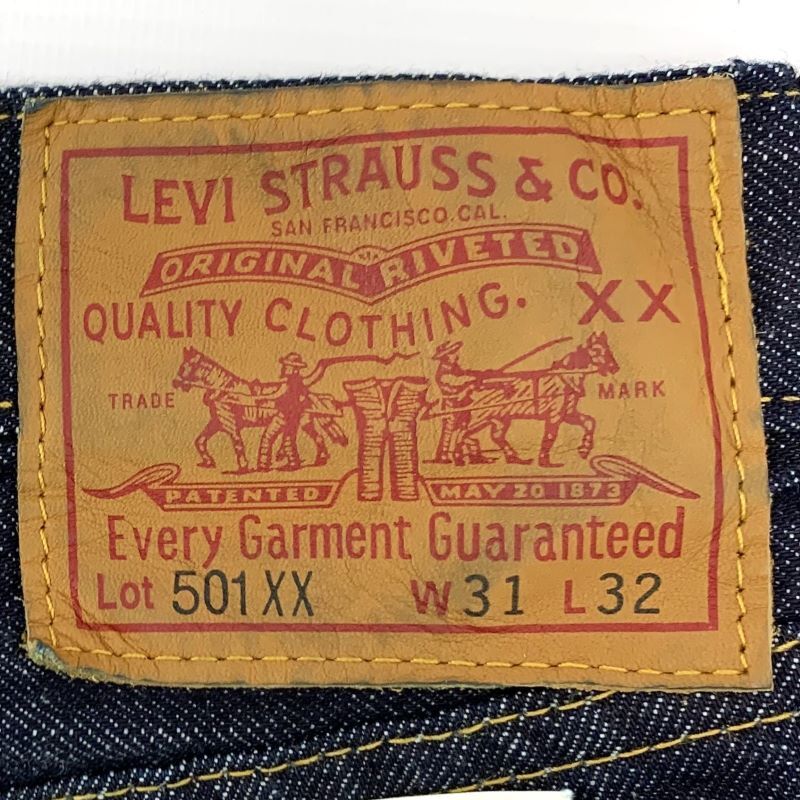 LEVI STRAUSS & CO.
SAN FRANCISCO.CAL.
ORIGINAL RIVETED
QUALITY CLOTHING. XX
TRADE MARK
PATENTED MAY 20 1873
Every Garment Guaranteed
Lot 501XX W31 L32